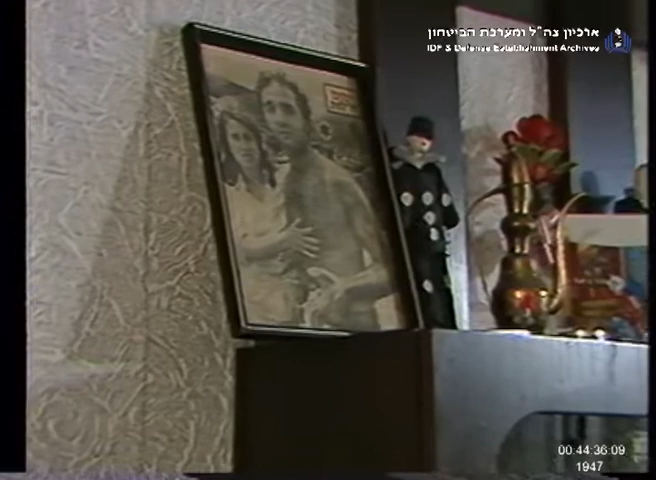 ארכיון צה"ל ומערכת הביטחון
IDF & Defense Establishment Archives
00:44:36:09
1947